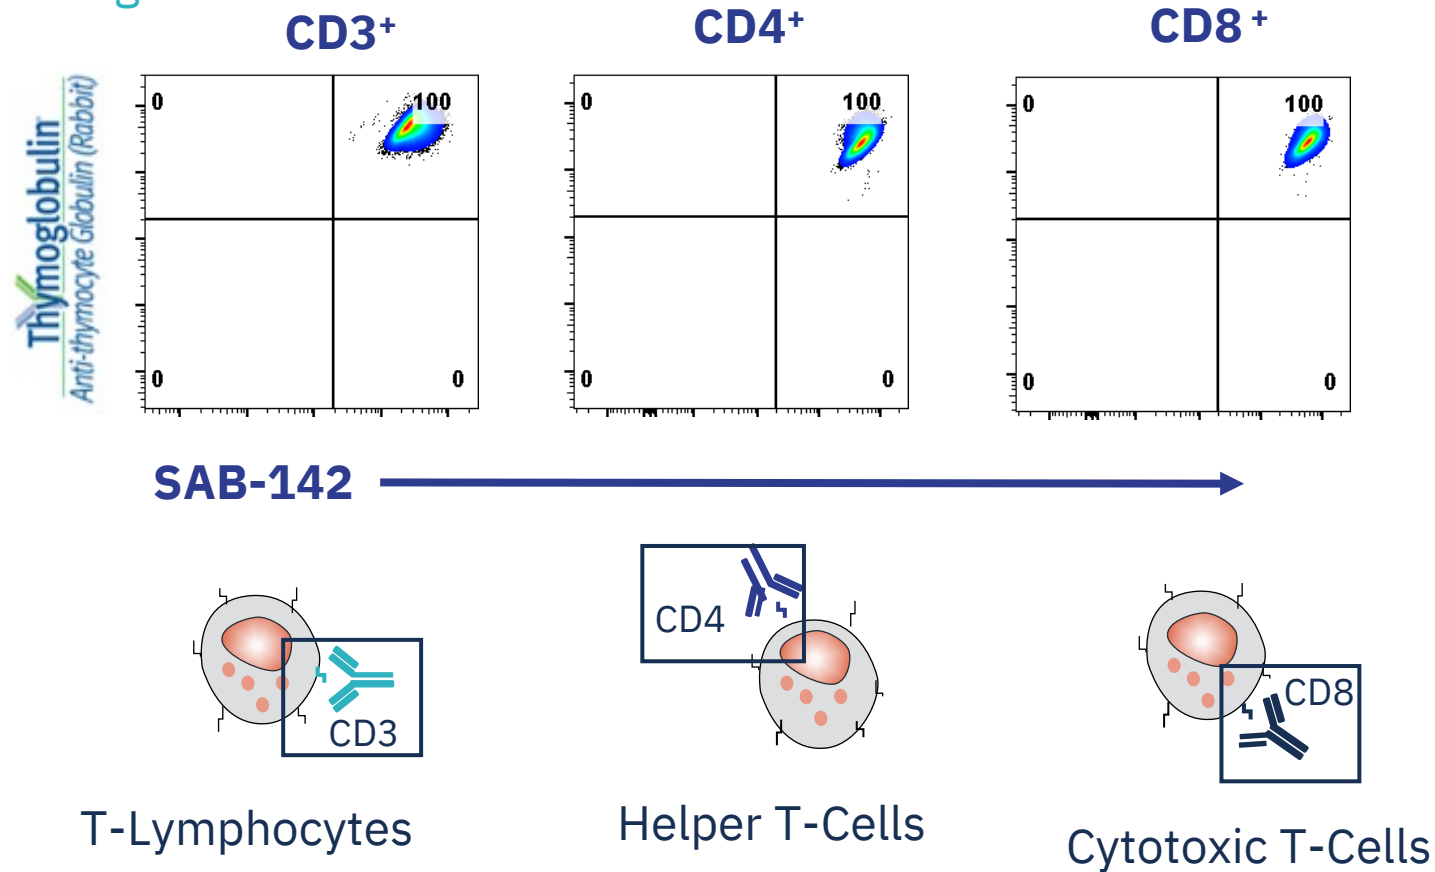 CD3+
CD4+
CD8 +
Thymoglobulin
Anti-thymocyte Globulin (Rabbit)
0
100
0
0
0
100
0
0
0
100
0
0
SAB-142
CD3
CD4
CD8
T-Lymphocytes
Helper T-Cells
Cytotoxic T-Cells